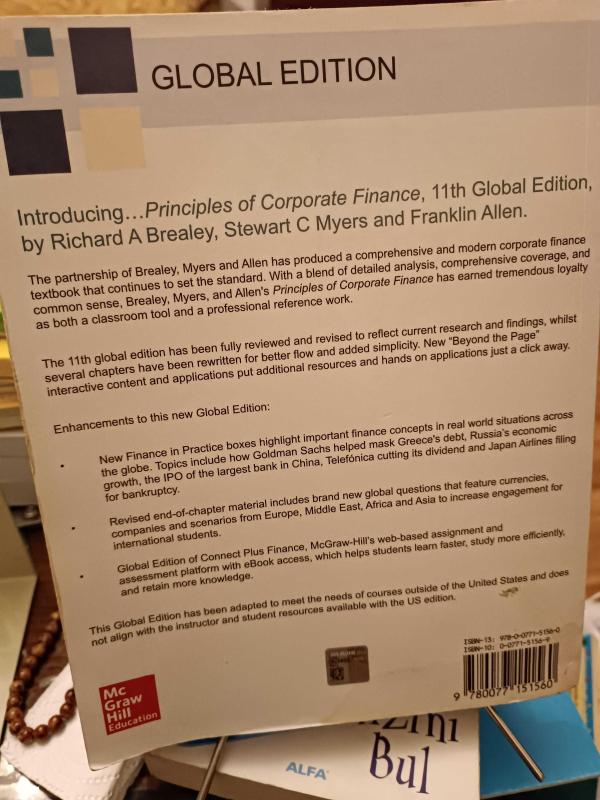 GLOBAL EDITION
Introducing...Principles of Corporate Finance, 11th Global Edition,
by Richard A Brealey, Stewart C Myers and Franklin Allen.
The partnership of Brealey, Myers and Allen has produced a comprehensive and modern corporate finance
textbook that continues to set the standard. With a blend of detailed analysis, comprehensive coverage, and
common sense, Brealey, Myers, and Allen's Principles of Corporate Finance has earned tremendous loyalty
as both a classroom tool and a professional reference work.
The 11th global edition has been fully reviewed and revised to reflect current research and findings, whilst
several chapters have been rewritten for better flow and added simplicity. New "Beyond the Page"
interactive content and applications put additional resources and hands on applications just a click away.
Enhancements to this new Global Edition:
• New Finance in Practice boxes highlight important finance concepts in real world situations across
the globe. Topics include how Goldman Sachs helped mask Greece's debt, Russia's economic
growth, the IPO of the largest bank in China, Telefónica cutting its dividend and Japan Airlines filing
for bankruptcy.
• Revised end-of-chapter material includes brand new global questions that feature currencies,
companies and scenarios from Europe, Middle East, Africa and Asia to increase engagement for
international students.
• Global Edition of Connect Plus Finance, McGraw-Hill's web-based assignment and
assessment platform with eBook access, which helps students learn faster, study more efficiently,
and retain more knowledge.
This Global Edition has been adapted to meet the needs of courses outside of the United States and does
not align with the instructor and student resources available with the US edition.
ISBN-13: 978-0-0771-5156-0
ISBN-10: 0-0771-5156-9
9 780077 151560
Mc
Graw
Hill
Education
ALFA
Bul